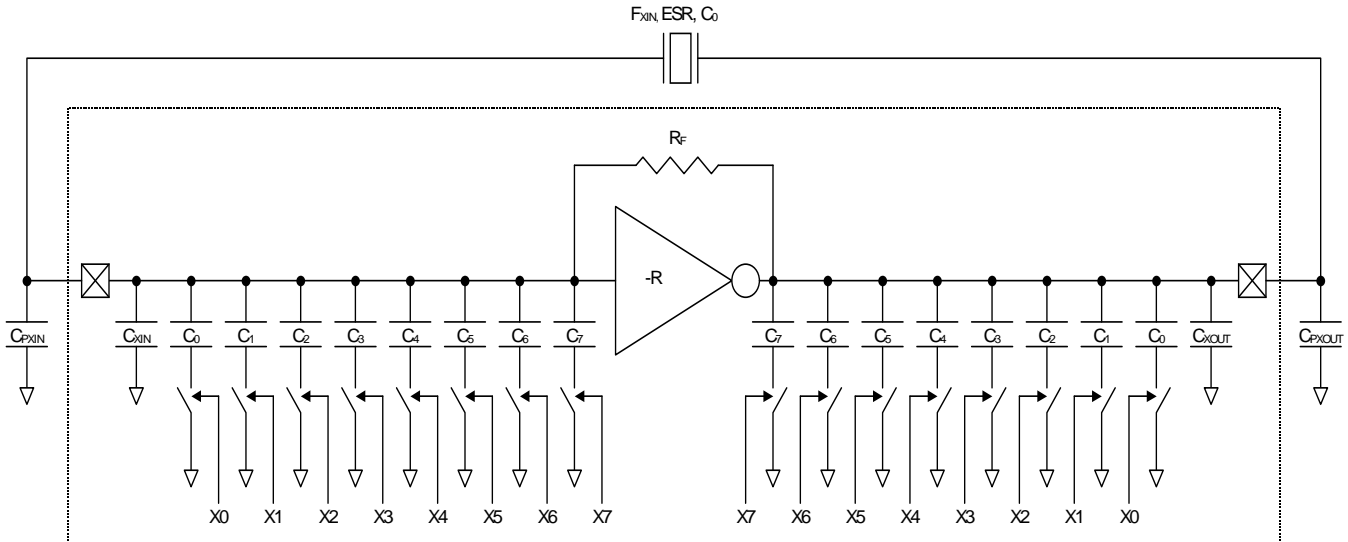 FXIN, ESR, C0
RF
-R
CPXIN CXIN C0 C1 C2 C3 C4 C5 C6 C7 C7 C6 C5 C4 C3 C2 C1 C0 CXOUT CPXOUT
X0 X1 X2 X3 X4 X5 X6 X7 X7 X6 X5 X4 X3 X2 X1 X0